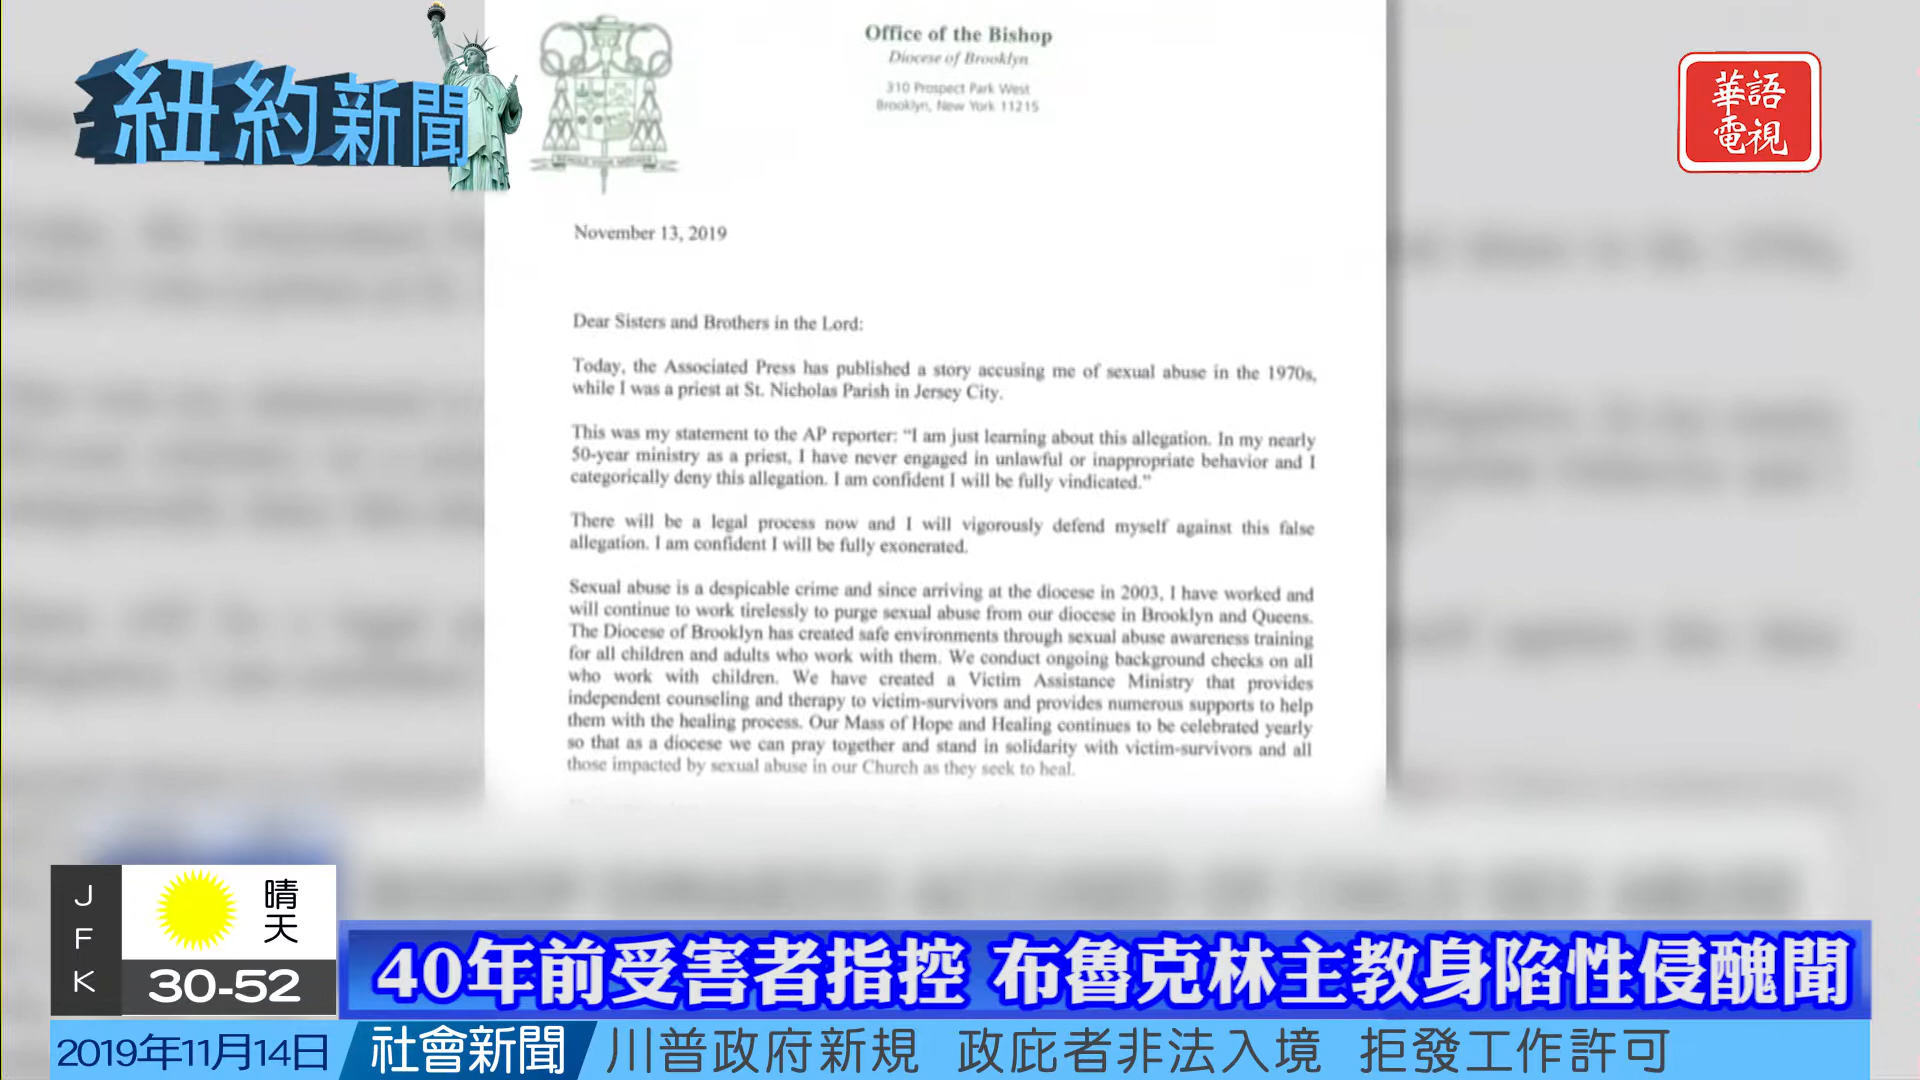 紐約新聞
華語
電視
Office of the Bishop
Diocese of Brooklyn
310 Prospect Park West
Brooklyn, New York 11215
November 13, 2019
Dear Sisters and Brothers in the Lord:
Today, the Associated Press has published a story accusing me of sexual abuse in the 1970s,
while I was a priest at St. Nicholas Parish in Jersey City.
This was my statement to the AP reporter: “I am just learning about this allegation. In my nearly
50-year ministry as a priest, I have never engaged in unlawful or inappropriate behavior and I
categorically deny this allegation. I am confident I will be fully vindicated.”
There will be a legal process now and I will vigorously defend myself against this false
allegation. I am confident I will be fully exonerated.
Sexual abuse is a despicable crime and since arriving at the diocese in 2003, I have worked and
will continue to work tirelessly to purge sexual abuse from our diocese in Brooklyn and Queens.
The Diocese of Brooklyn has created safe environments through sexual abuse awareness training
for all children and adults who work with them. We conduct ongoing background checks on all
who work with children. We have created a Victim Assistance Ministry that provides
independent counseling and therapy to victim-survivors and provides numerous supports to help
them with the healing process. Our Mass of Hope and Healing continues to be celebrated yearly
so that as a diocese we can pray together and stand in solidarity with victim-survivors and all
those impacted by sexual abuse in our Church as they seek to heal.
JFK
晴天
30-52
40年前受害者指控 布魯克林主教身陷性侵醜聞
2019年11月14日
社會新聞
川普政府新規 政庇者非法入境 拒發工作許可